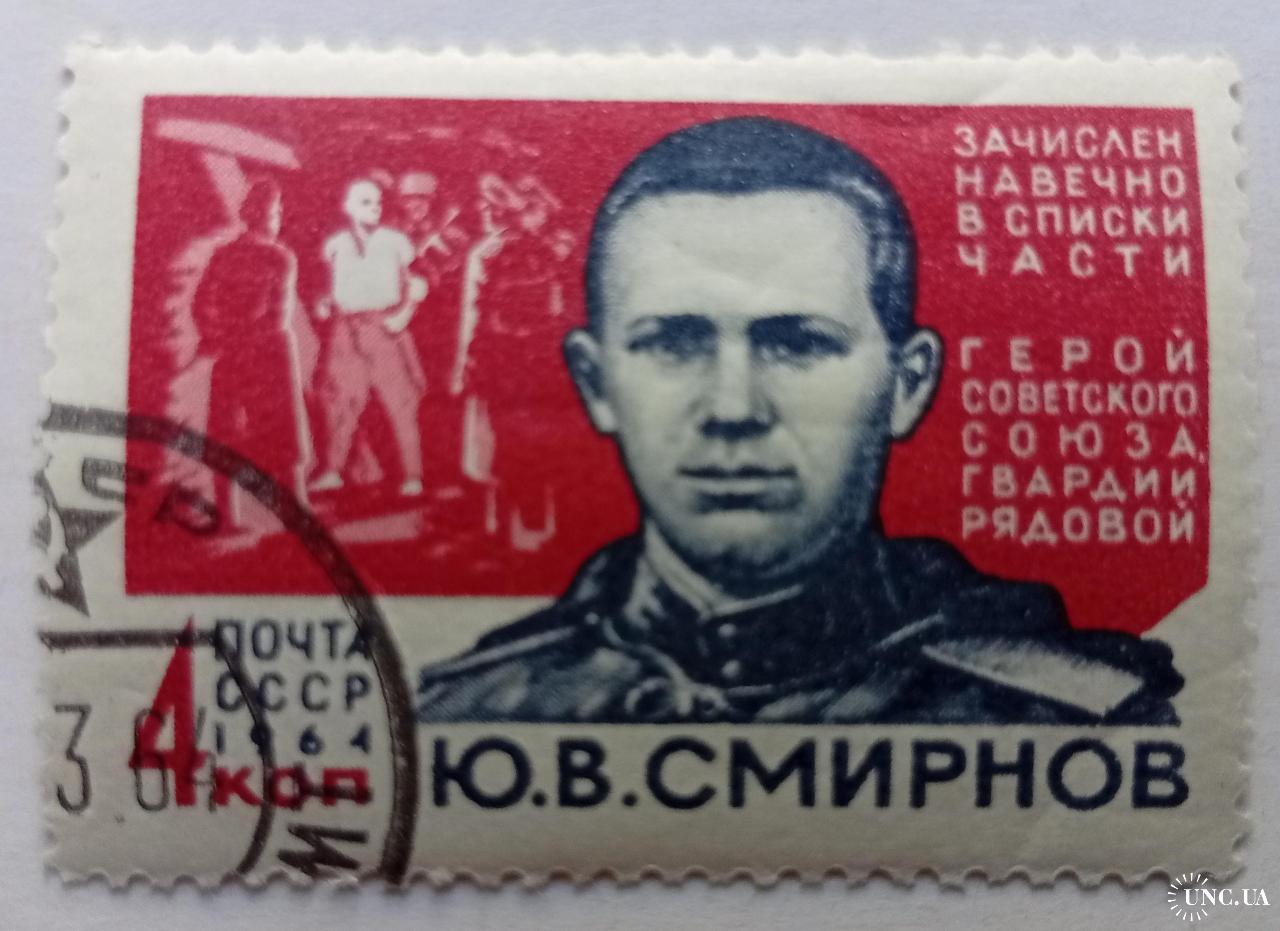 ЗАЧИСЛЕН
НАВЕЧНО
В СПИСКИ
ЧАСТИ
ГЕРОЙ
СОВЕТСКОГО
СОЮЗА,
ГВАРДИИ
РЯДОВОЙ
ПОЧТА
СССР
1964
4 коп
Ю.В.СМИРНОВ
UNC.UA